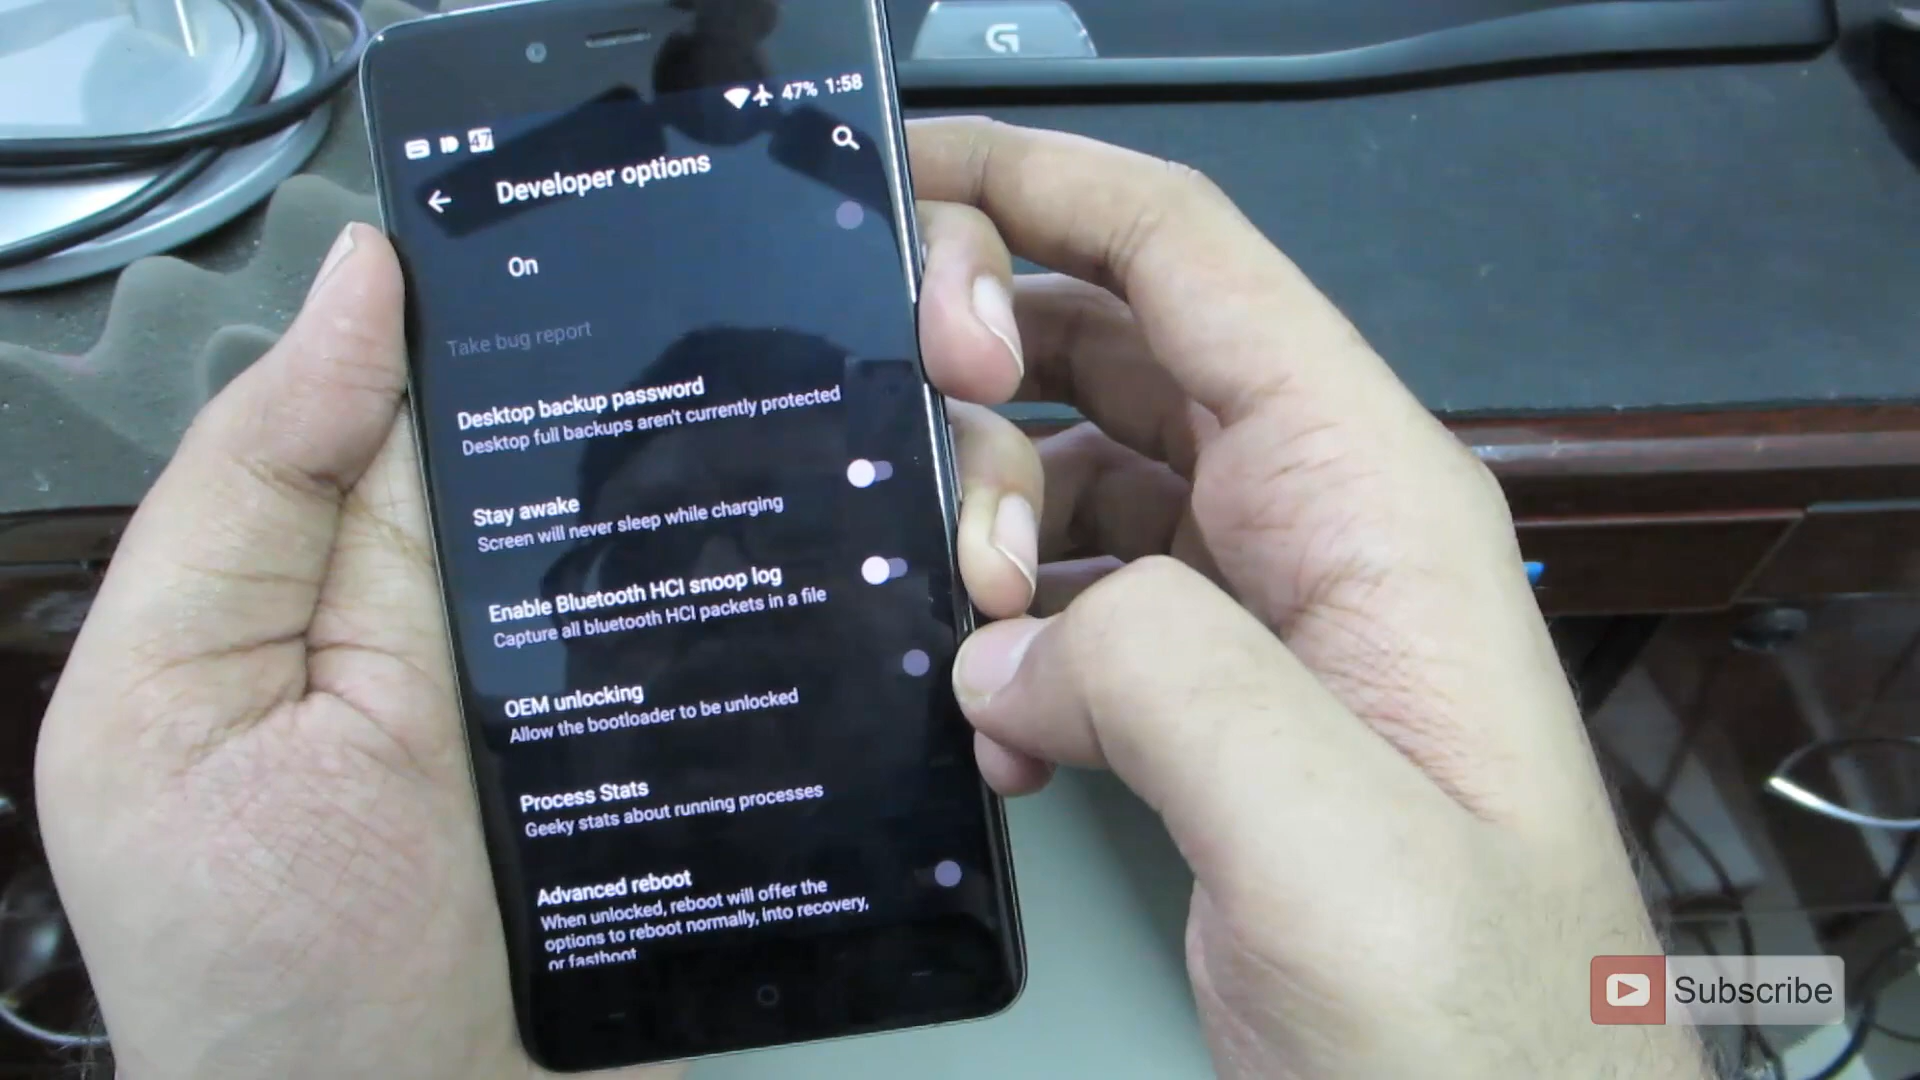 47% 1:58
47
Developer options
On
Take bug report
Desktop backup password
Desktop full backups aren't currently protected
Stay awake
Screen will never sleep while charging
Enable Bluetooth HCI snoop log
Capture all bluetooth HCI packets in a file
OEM unlocking
Allow the bootloader to be unlocked
Process Stats
Geeky stats about running processes
Advanced reboot
When unlocked, reboot will offer the
options to reboot normally, into recovery,
or fastboot
Subscribe